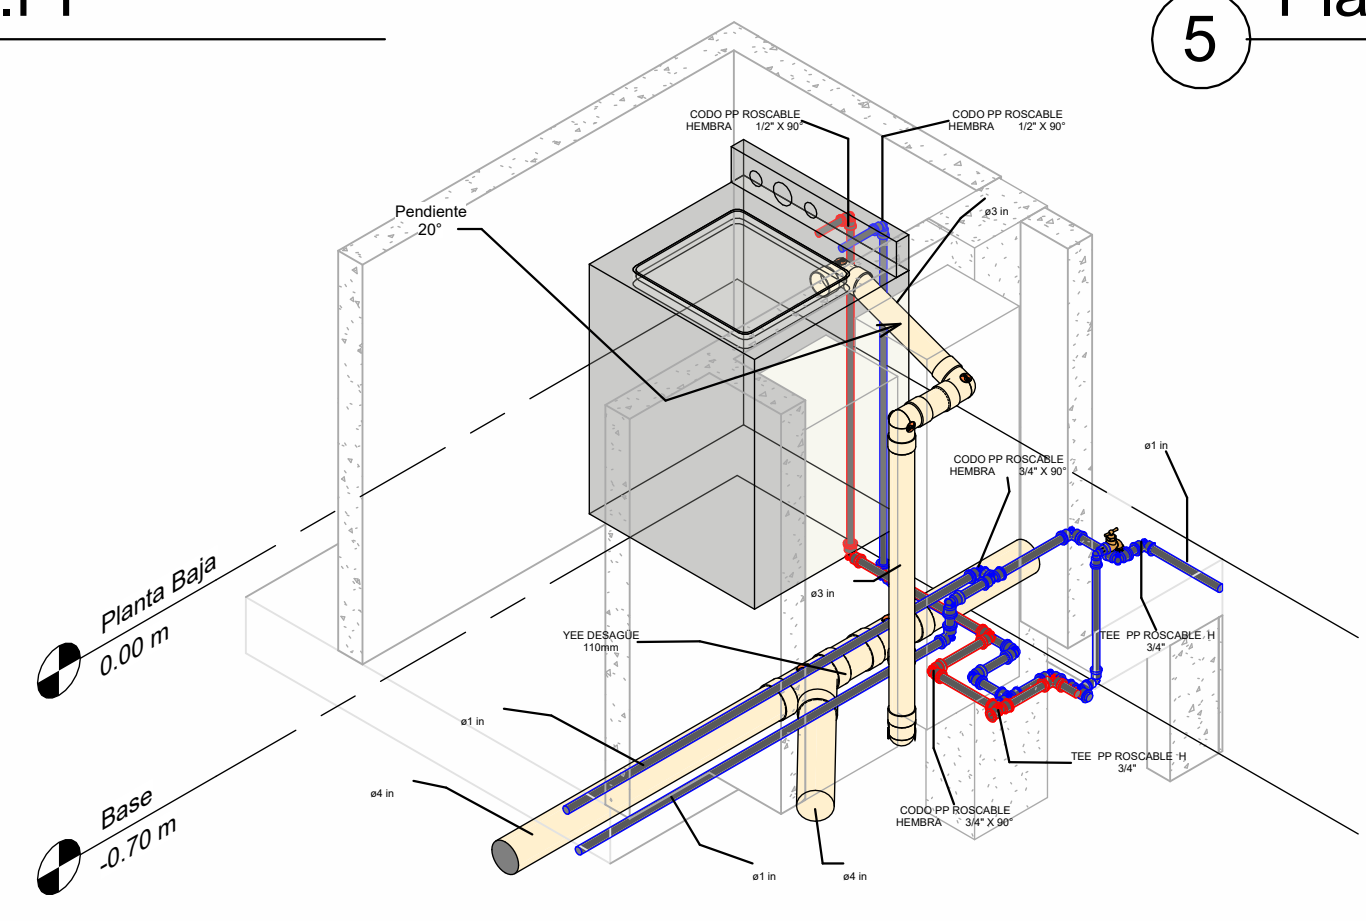 5
CODO PP ROSCABLE
HEMBRA 1/2" X 90°
CODO PP ROSCABLE
HEMBRA 1/2" X 90°
Pendiente
20°
ø3 in
ø1 in
CODO PP ROSCABLE
HEMBRA 3/4" X 90°
Planta Baja
0.00 m
ø3 in
YEE DESAGÜE
110mm
TEE PP ROSCABLE H
3/4"
ø1 in
TEE PP ROSCABLE H
3/4"
ø4 in
Base
-0.70 m
CODO PP ROSCABLE
HEMBRA 3/4" X 90°
ø1 in
ø4 in